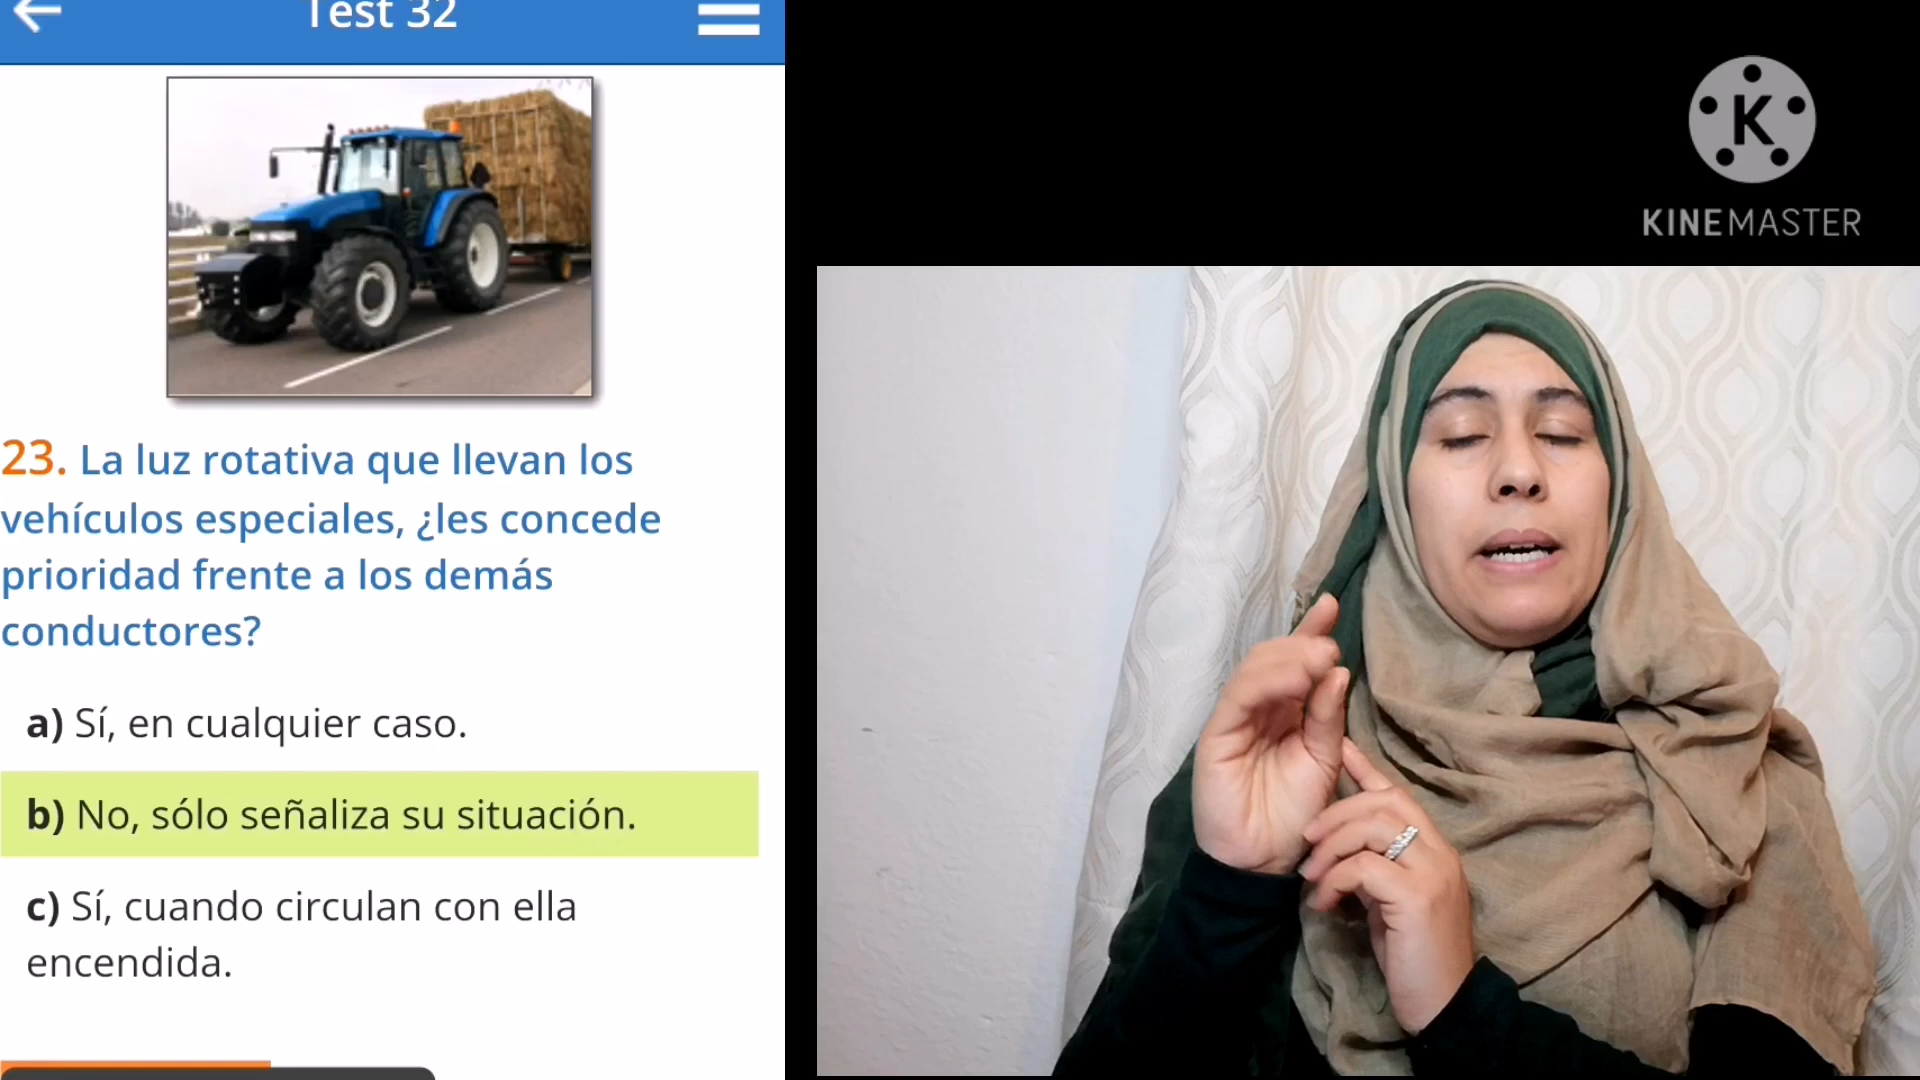 Test 32
23. La luz rotativa que llevan los
vehículos especiales, ¿les concede
prioridad frente a los demás
conductores?
a) Sí, en cualquier caso.
b) No, sólo señaliza su situación.
c) Sí, cuando circulan con ella
encendida.
K
KINEMASTER